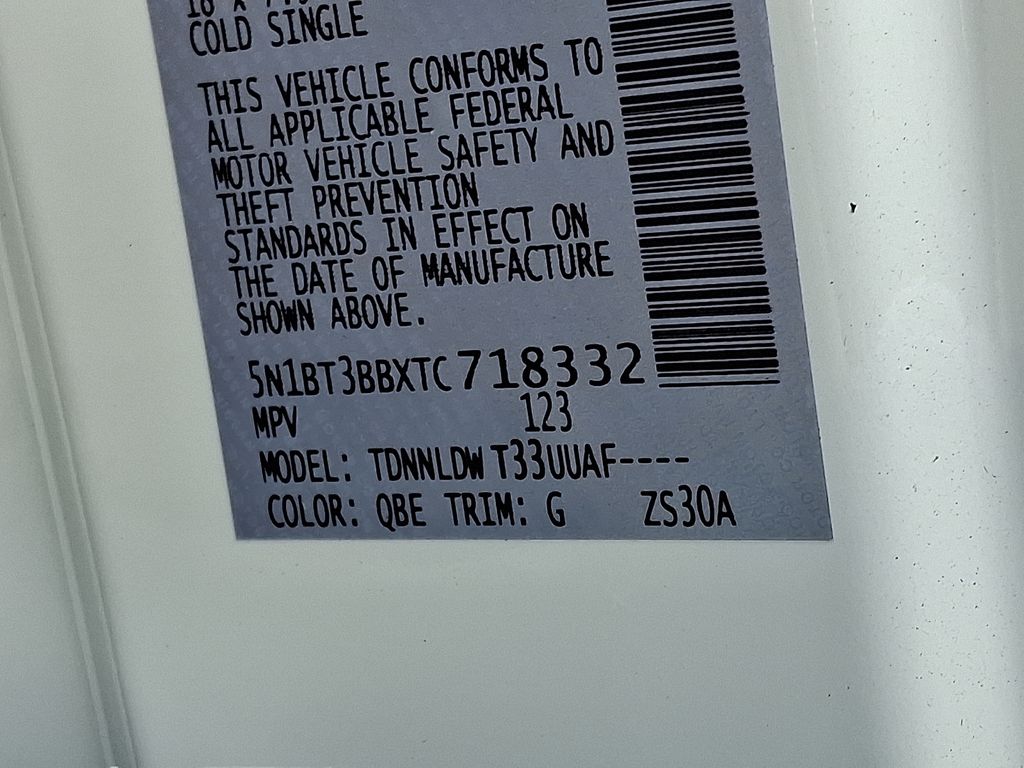 COLD SINGLE
THIS VEHICLE CONFORMS TO
ALL APPLICABLE FEDERAL
MOTOR VEHICLE SAFETY AND
THEFT PREVENTION
STANDARDS IN EFFECT ON
THE DATE OF MANUFACTURE
SHOWN ABOVE.
5N1BT3BBXTC718332
MPV 123
MODEL: TDNNLDW T33UUAF----
COLOR: QBE TRIM: G ZS30A